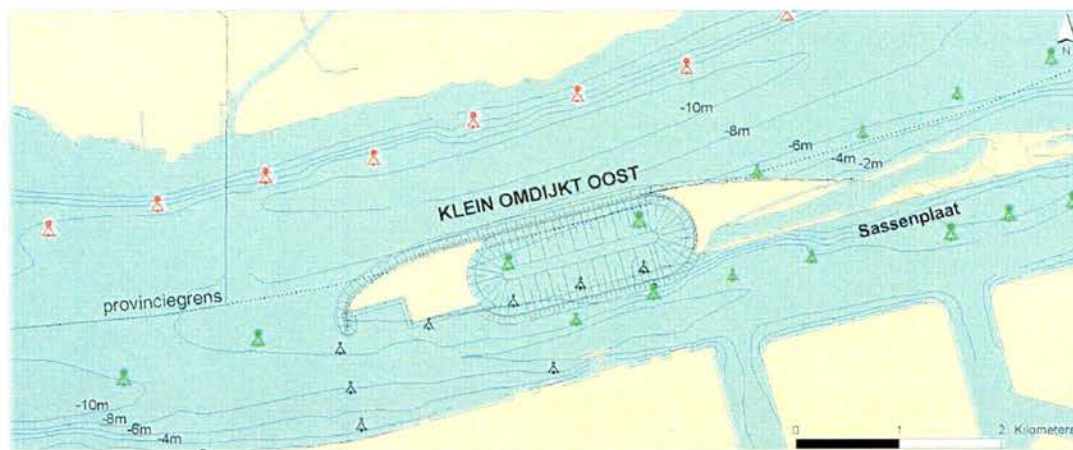 N
-10m
-8m
-6m
-4m
-2m
KLEIN OMDIJKT OOST
Sassenplaat
provinciegrens
-10m
-8m
-6m
-4m
0 1 2 Kilometers